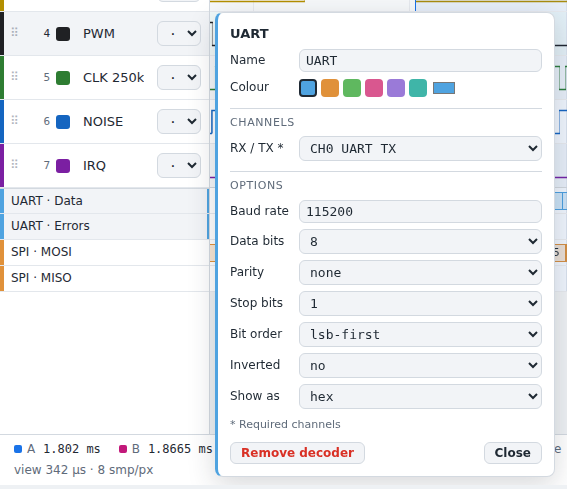 4 PWM ·
5 CLK 250k ·
6 NOISE ·
7 IRQ ·
UART · Data
UART · Errors
SPI · MOSI
SPI · MISO
A 1.802 ms B 1.8665 ms
view 342 µs · 8 smp/px
UART
Name UART
Colour
CHANNELS
RX / TX * CH0 UART TX
OPTIONS
Baud rate 115200
Data bits 8
Parity none
Stop bits 1
Bit order lsb-first
Inverted no
Show as hex
* Required channels
Remove decoder Close